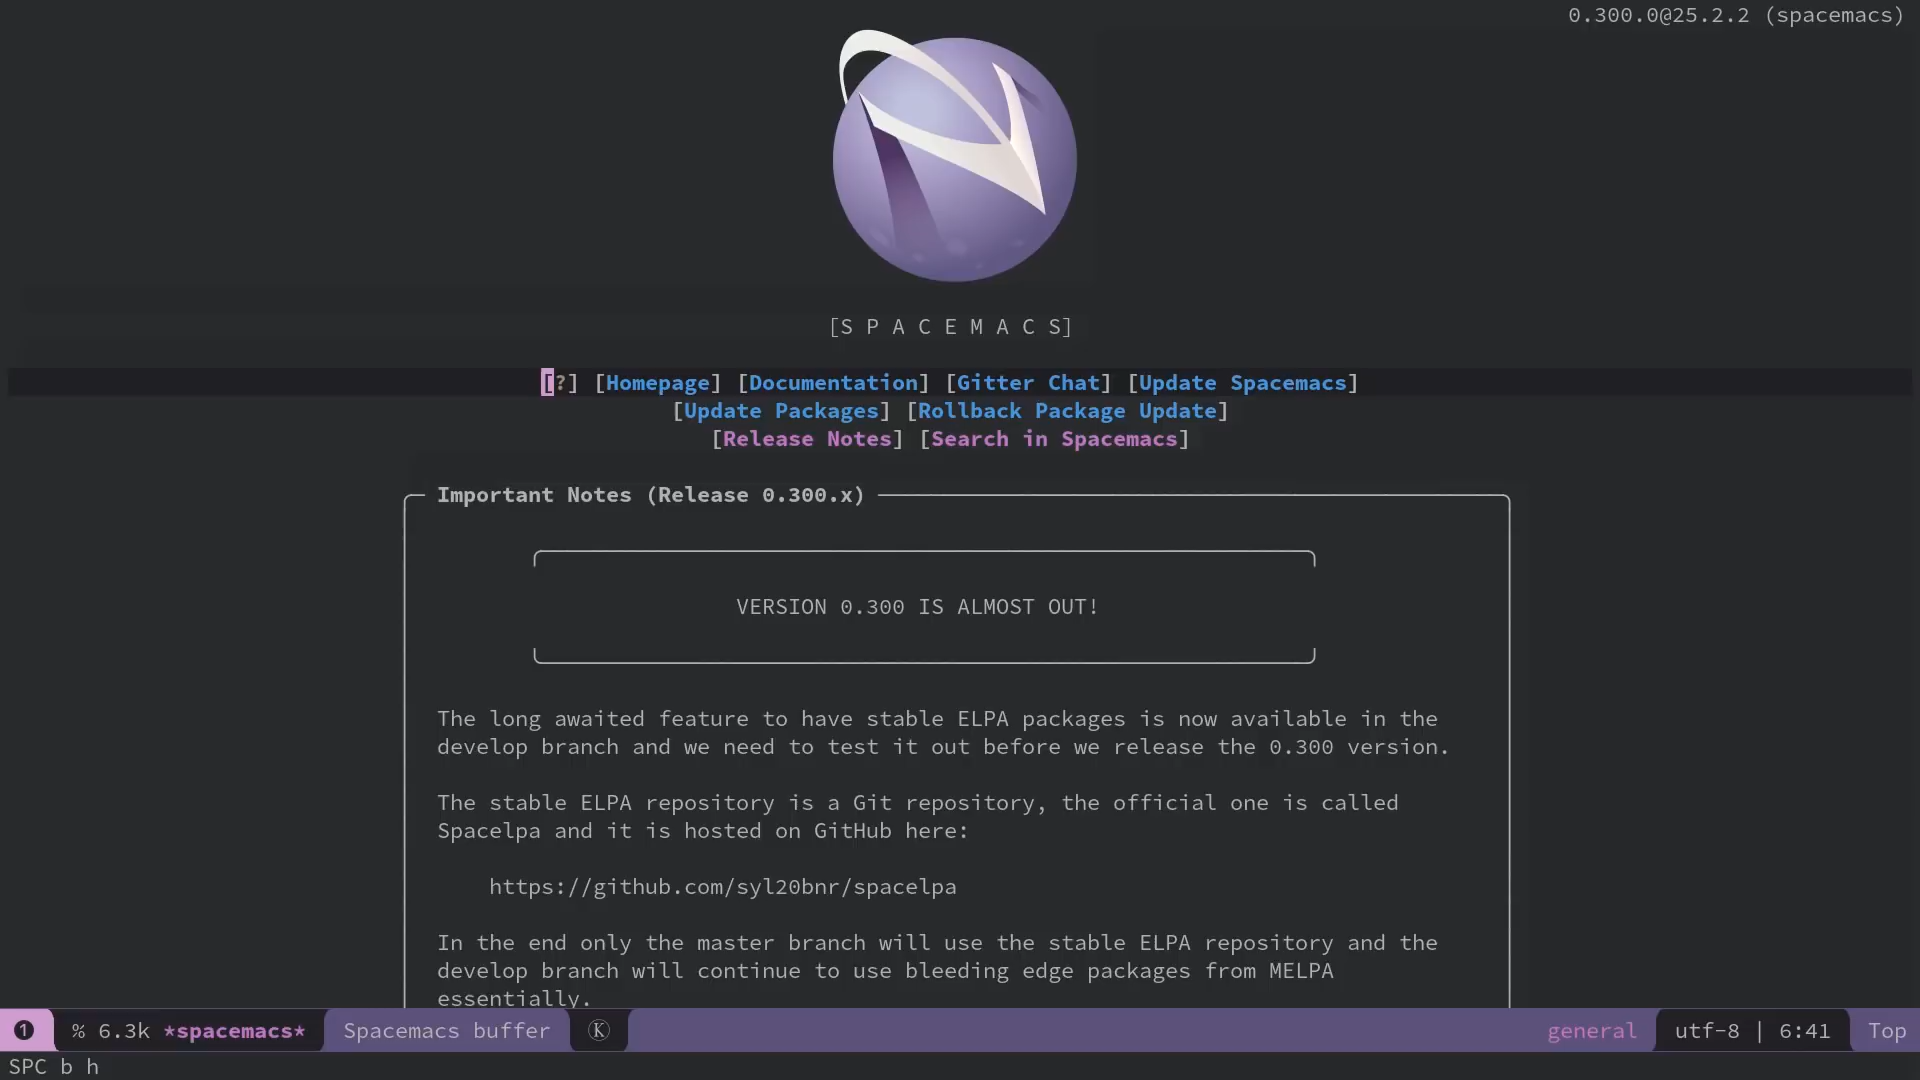 0.300.0@25.2.2 (spacemacs)
[S P A C E M A C S]
[?] [Homepage] [Documentation] [Gitter Chat] [Update Spacemacs]
[Update Packages] [Rollback Package Update]
[Release Notes] [Search in Spacemacs]
Important Notes (Release 0.300.x)
VERSION 0.300 IS ALMOST OUT!
The long awaited feature to have stable ELPA packages is now available in the
develop branch and we need to test it out before we release the 0.300 version.
The stable ELPA repository is a Git repository, the official one is called
Spacelpa and it is hosted on GitHub here:
https://github.com/syl20bnr/spacelpa
In the end only the master branch will use the stable ELPA repository and the
develop branch will continue to use bleeding edge packages from MELPA
essentially.
❶ % 6.3k *spacemacs* Spacemacs buffer Ⓚ general utf-8 | 6:41 Top
SPC b h